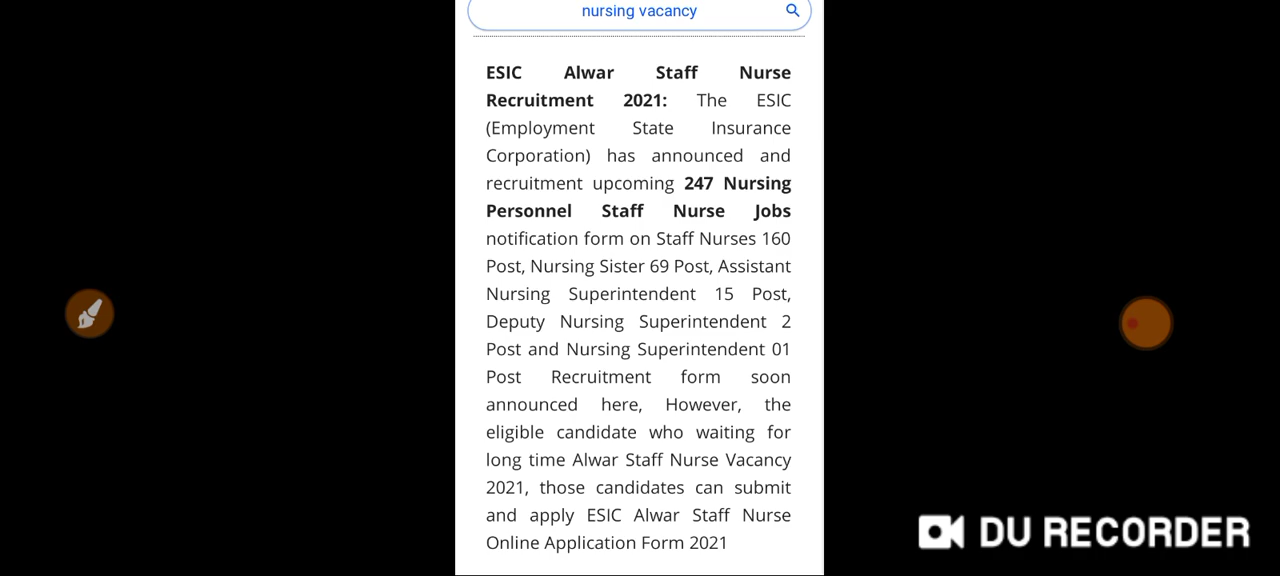 nursing vacancy
ESIC Alwar Staff Nurse
Recruitment 2021: The ESIC
(Employment State Insurance
Corporation) has announced and
recruitment upcoming 247 Nursing
Personnel Staff Nurse Jobs
notification form on Staff Nurses 160
Post, Nursing Sister 69 Post, Assistant
Nursing Superintendent 15 Post,
Deputy Nursing Superintendent 2
Post and Nursing Superintendent 01
Post Recruitment form soon
announced here, However, the
eligible candidate who waiting for
long time Alwar Staff Nurse Vacancy
2021, those candidates can submit
and apply ESIC Alwar Staff Nurse
Online Application Form 2021
DU RECORDER